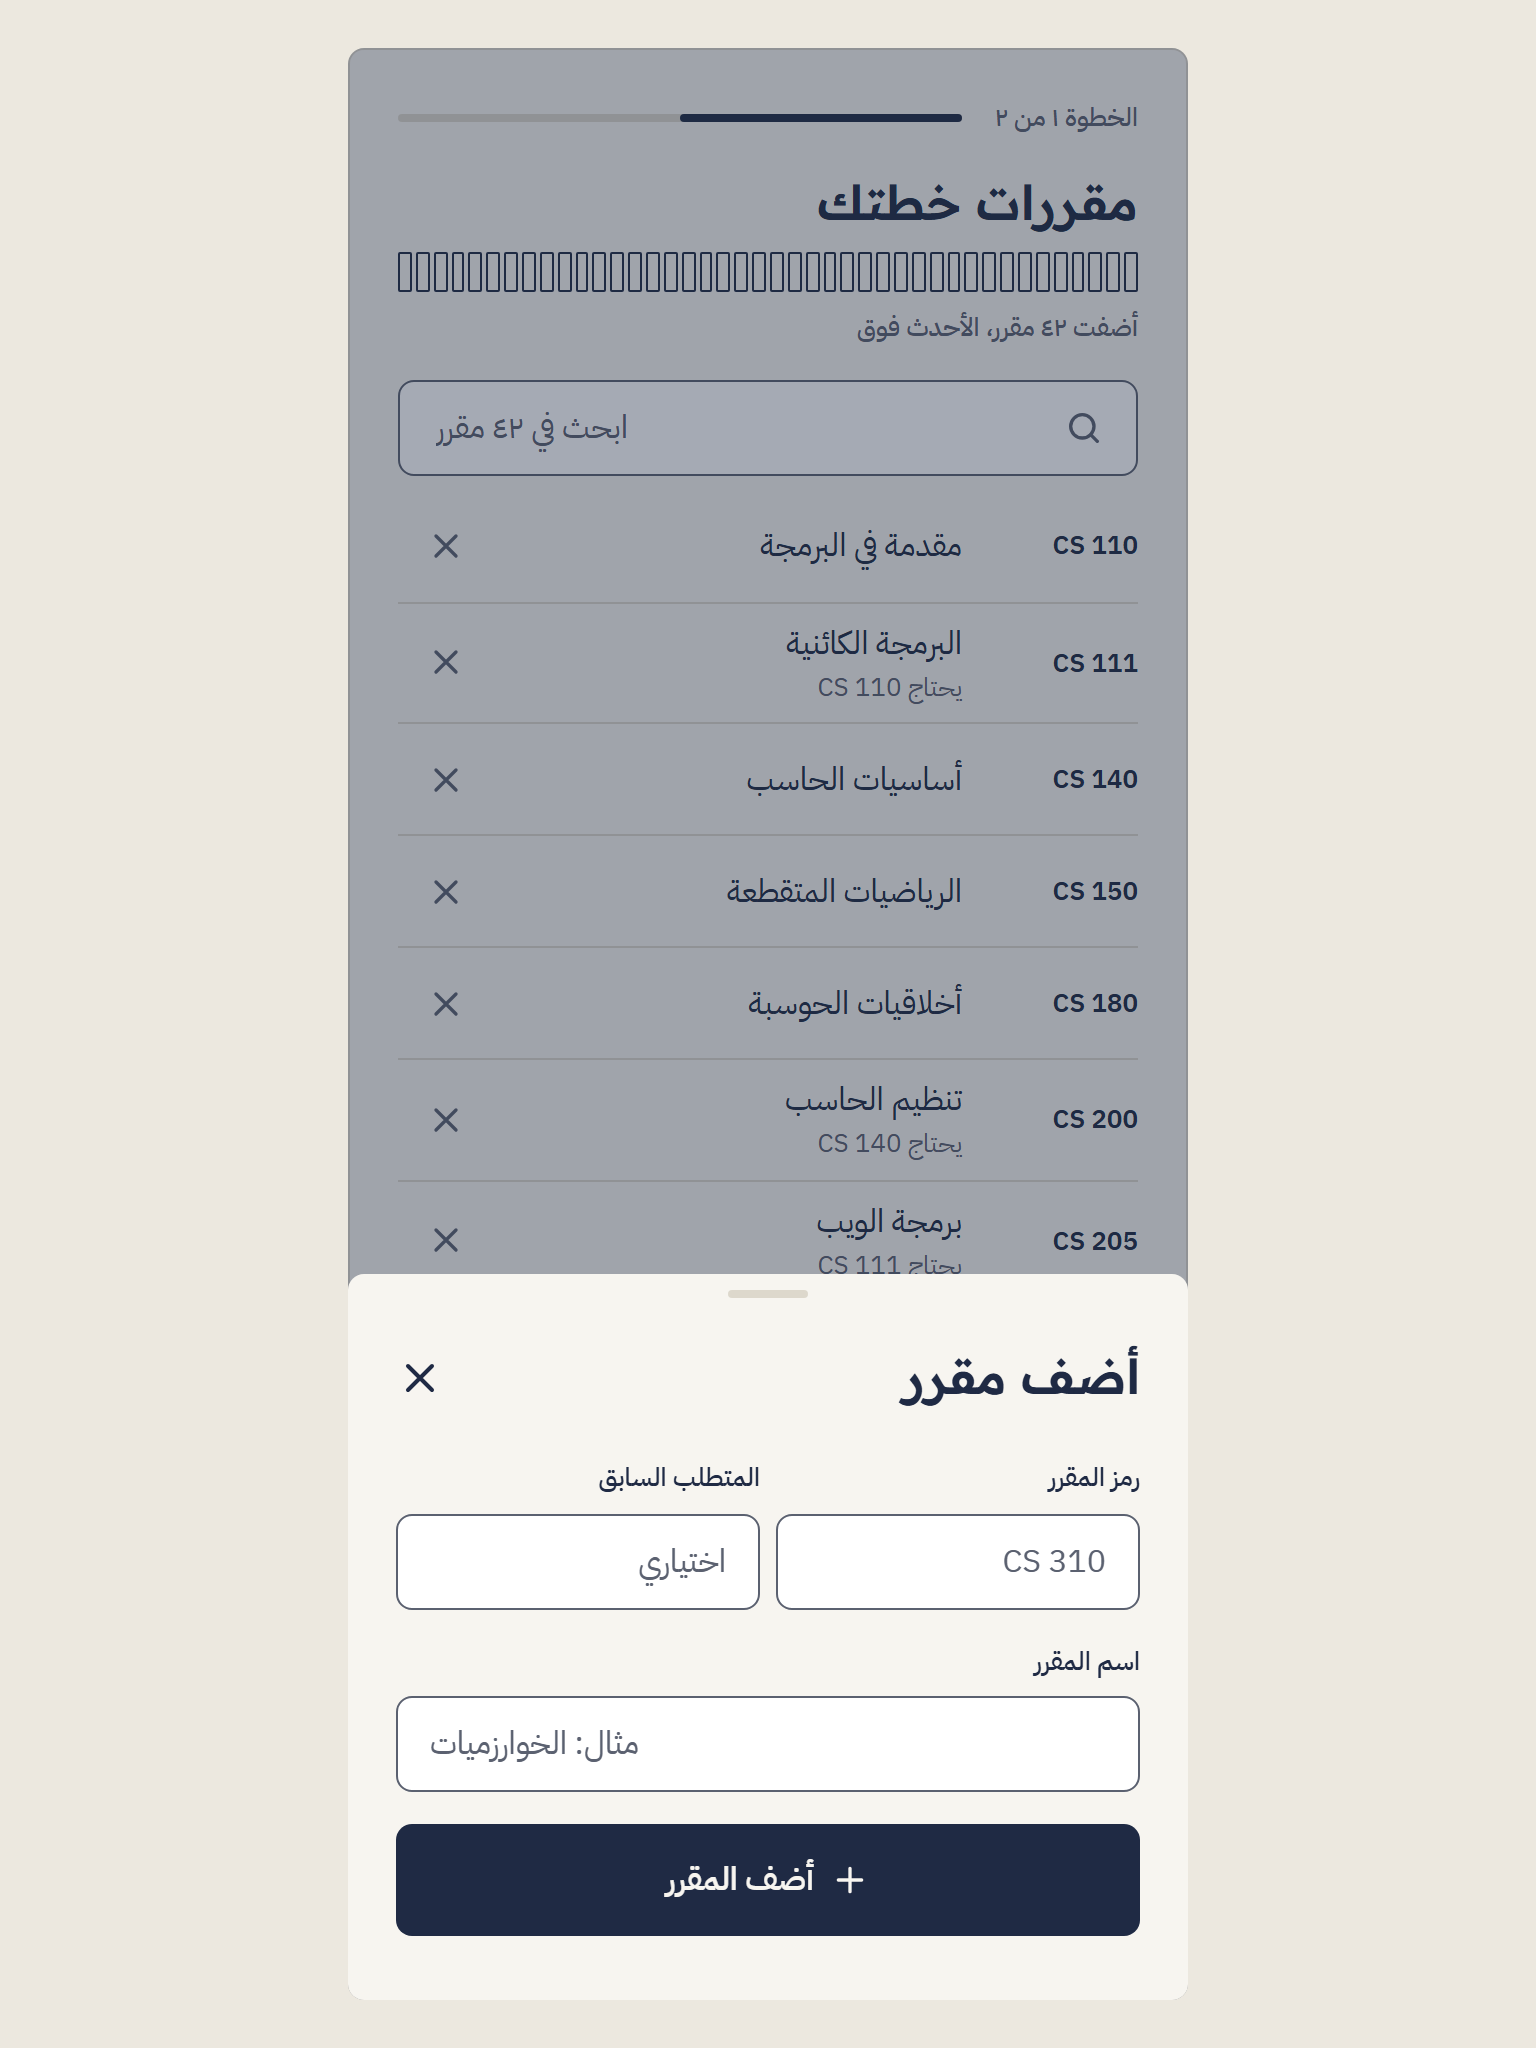 الخطوة ١ من ٢
مقررات خطتك
أضفت ٤٢ مقرر، الأحدث فوق
ابحث في ٤٢ مقرر
CS 110 مقدمة في البرمجة
CS 111 البرمجة الكائنية
يحتاج CS 110
CS 140 أساسيات الحاسب
CS 150 الرياضيات المتقطعة
CS 180 أخلاقيات الحوسبة
CS 200 تنظيم الحاسب
يحتاج CS 140
CS 205 برمجة الويب
يحتاج CS 111
أضف مقرر
رمز المقرر
المتطلب السابق
CS 310
اختياري
اسم المقرر
مثال: الخوارزميات
أضف المقرر